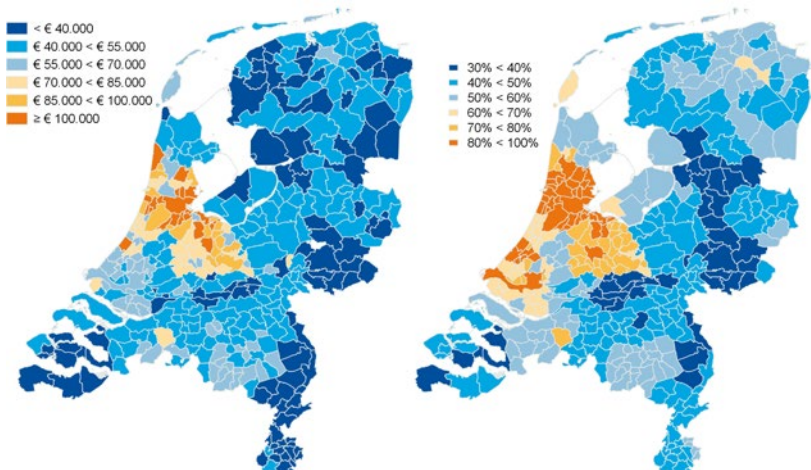 < € 40.000
€ 40.000 < € 55.000
€ 55.000 < € 70.000
€ 70.000 < € 85.000
€ 85.000 < € 100.000
≥ € 100.000
30% < 40%
40% < 50%
50% < 60%
60% < 70%
70% < 80%
80% < 100%